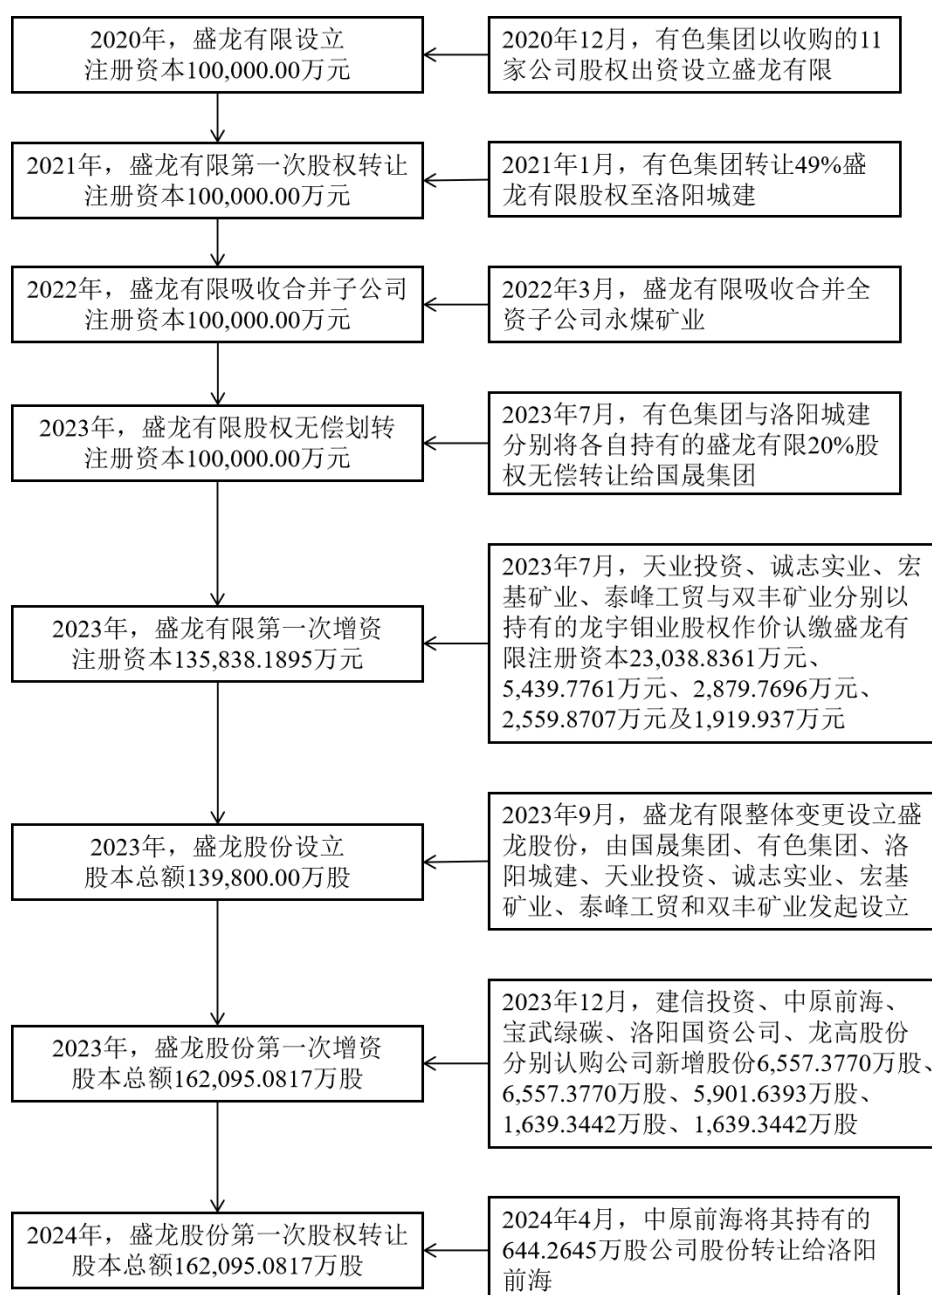 2020年，盛龙有限设立
注册资本100,000.00万元
2020年12月，有色集团以收购的11
家公司股权出资设立盛龙有限
2021年，盛龙有限第一次股权转让
注册资本100,000.00万元
2021年1月，有色集团转让49%盛
龙有限股权至洛阳城建
2022年，盛龙有限吸收合并子公司
注册资本100,000.00万元
2022年3月，盛龙有限吸收合并全
资子公司永煤矿业
2023年，盛龙有限股权无偿划转
注册资本100,000.00万元
2023年7月，有色集团与洛阳城建
分别将各自持有的盛龙有限20%股
权无偿转让给国晟集团
2023年，盛龙有限第一次增资
注册资本135,838.1895万元
2023年7月，天业投资、诚志实业、宏
基矿业、泰峰工贸与双丰矿业分别以
持有的龙宇钼业股权作价认缴盛龙有
限注册资本23,038.8361万元、
5,439.7761万元、2,879.7696万元、
2,559.8707万元及1,919.937万元
2023年，盛龙股份设立
股本总额139,800.00万股
2023年9月，盛龙有限整体变更设立盛
龙股份，由国晟集团、有色集团、洛
阳城建、天业投资、诚志实业、宏基
矿业、泰峰工贸和双丰矿业发起设立
2023年，盛龙股份第一次增资
股本总额162,095.0817万股
2023年12月，建信投资、中原前海、
宝武绿碳、洛阳国资公司、龙高股份
分别认购公司新增股份6,557.3770万股、
6,557.3770万股、5,901.6393万股、
1,639.3442万股、1,639.3442万股
2024年，盛龙股份第一次股权转让
股本总额162,095.0817万股
2024年4月，中原前海将其持有的
644.2645万股公司股份转让给洛阳
前海